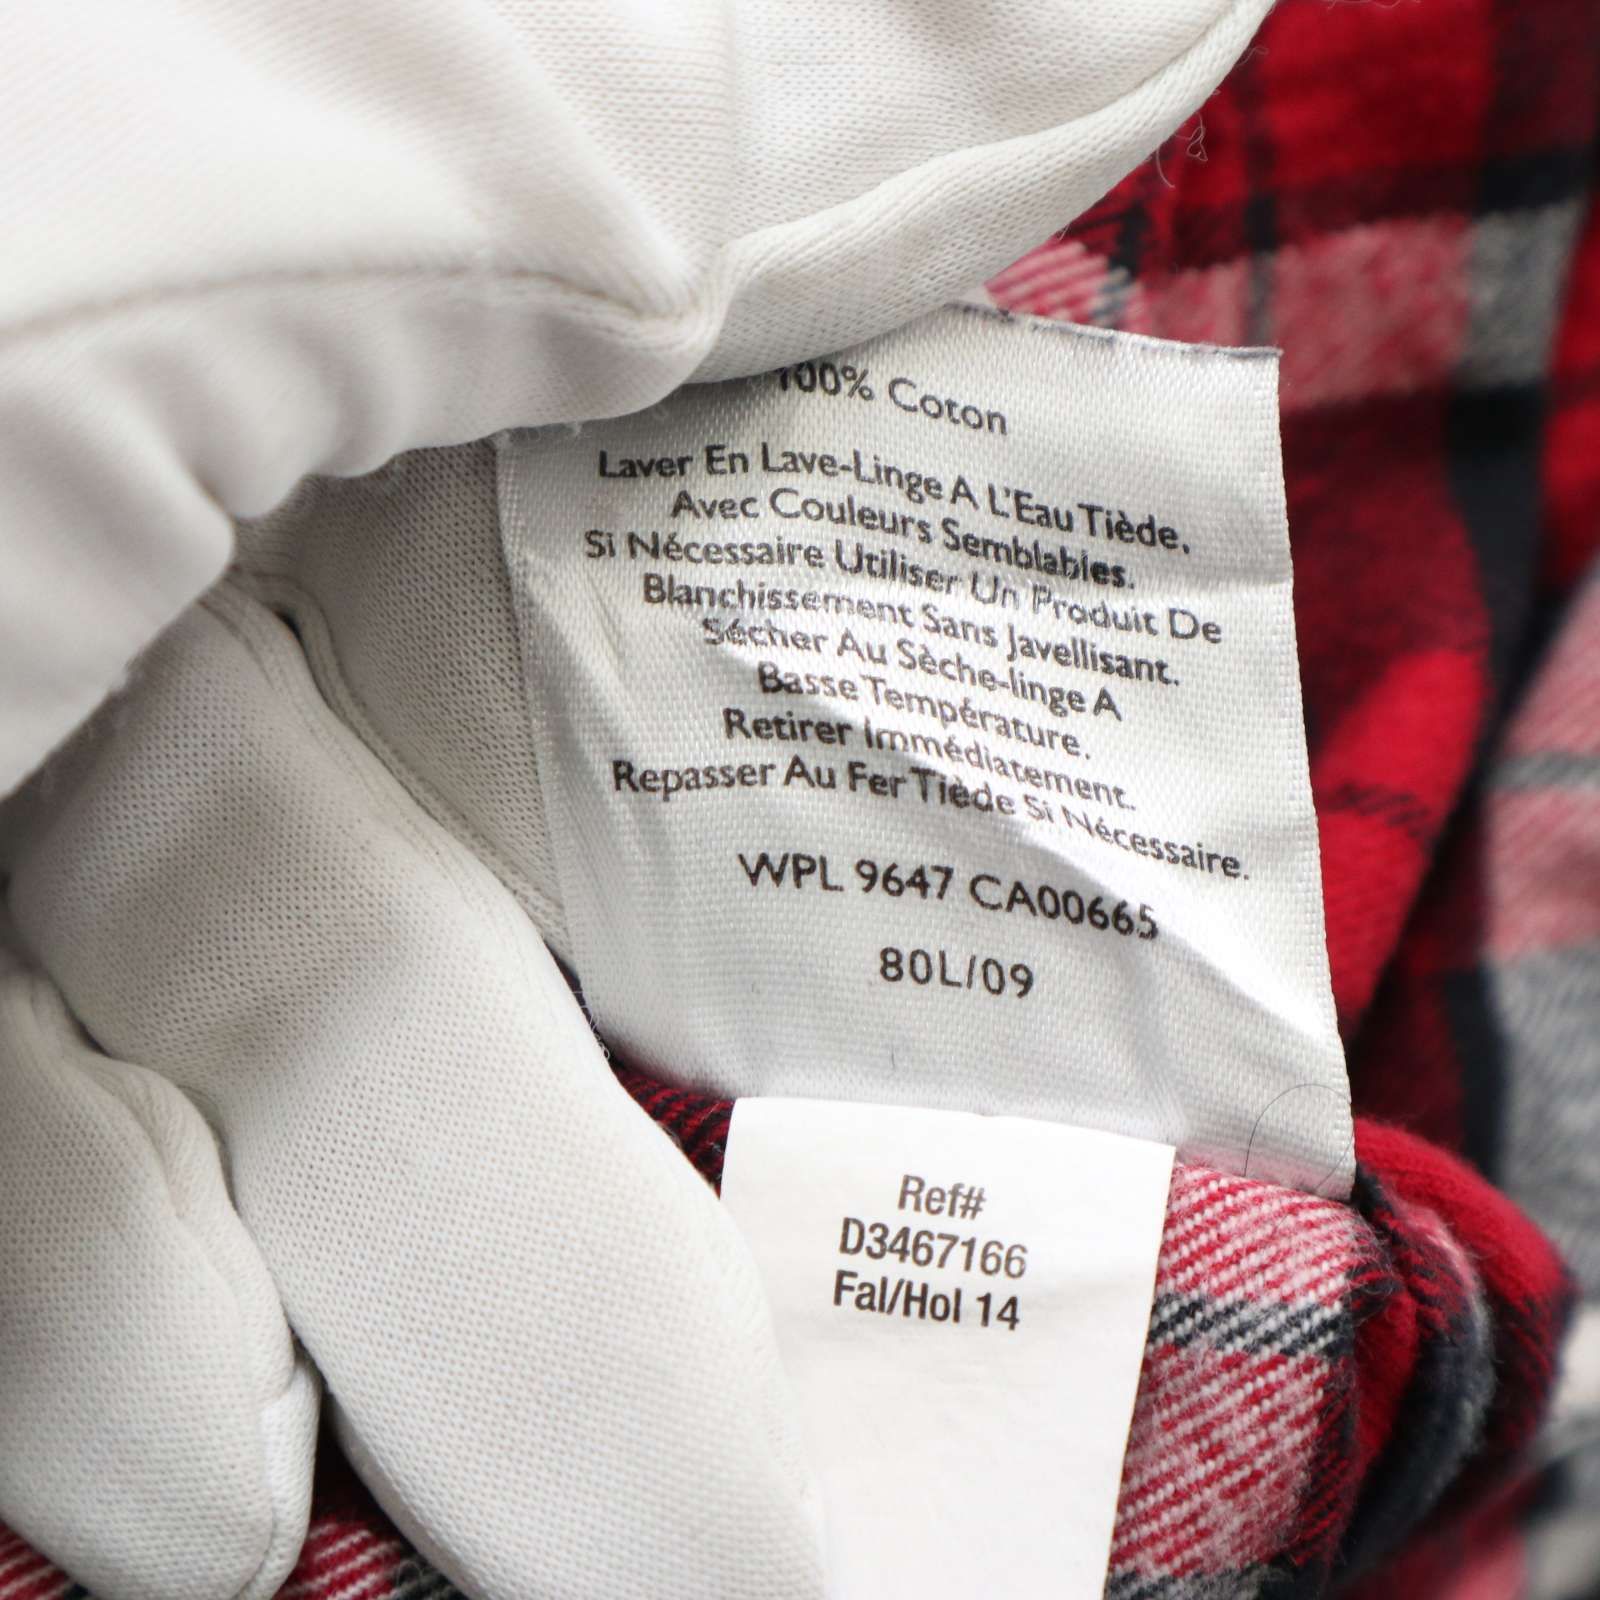 100% Coton
Laver En Lave-Linge A L'Eau Tiède.
Avec Couleurs Semblables.
Si Nécessaire Utiliser Un Produit De
Blanchissement Sans Javellisant.
Sécher Au Sèche-linge A
Basse Température.
Retirer Immédiatement.
Repasser Au Fer Tiède Si Nécessaire.
WPL 9647 CA00665
80L/09
Ref#
D3467166
Fal/Hol 14